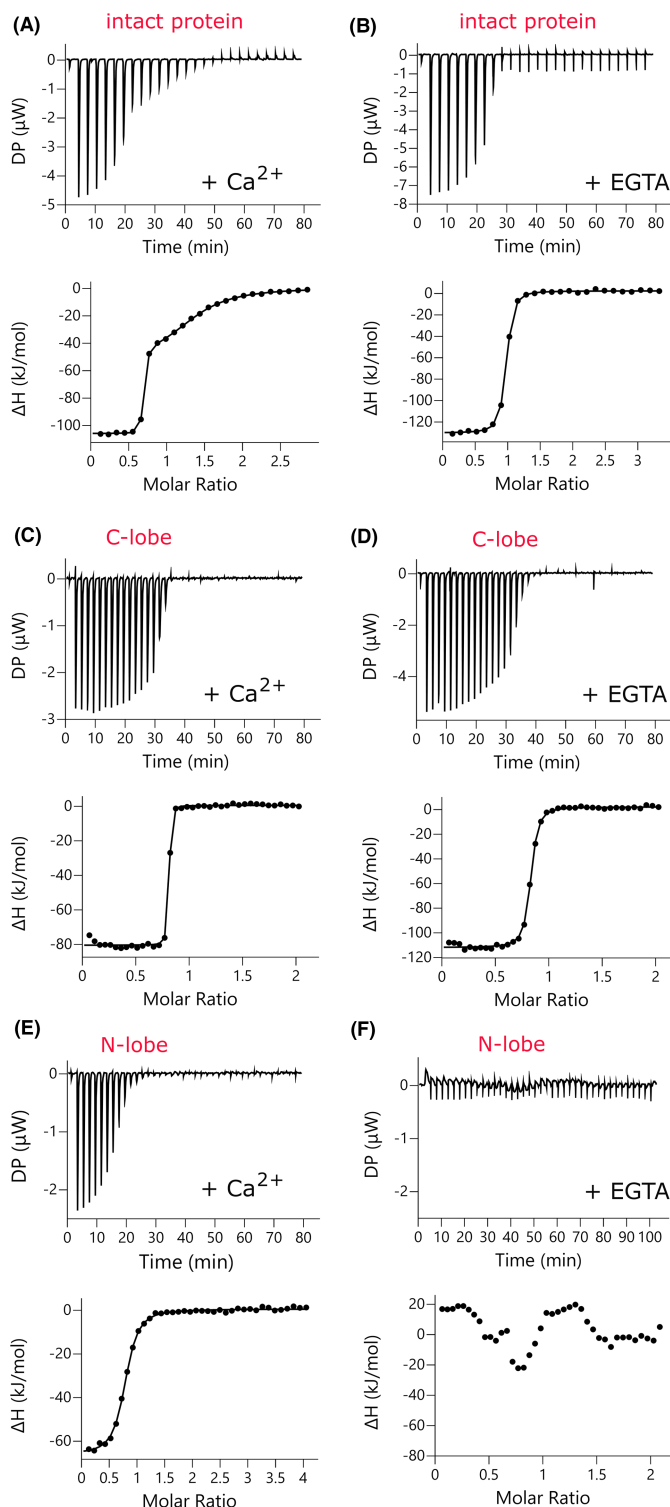 (A)
intact protein
0
-1
-2
-3
-4
-5
DP (μW)
+ Ca2+
0 10 20 30 40 50 60 70 80
Time (min)
0
-20
-40
-60
-80
-100
ΔH (kJ/mol)
0 0.5 1 1.5 2 2.5
Molar Ratio
(B)
intact protein
0
-1
-2
-3
-4
-5
-6
-7
-8
DP (μW)
+ EGTA
0 10 20 30 40 50 60 70 80
Time (min)
0
-20
-40
-60
-80
-100
-120
ΔH (kJ/mol)
0 0.5 1 1.5 2 2.5 3
Molar Ratio
(C)
C-lobe
0
-1
-2
-3
DP (μW)
+ Ca2+
0 10 20 30 40 50 60 70 80
Time (min)
0
-20
-40
-60
-80
ΔH (kJ/mol)
0 0.5 1 1.5 2
Molar Ratio
(D)
C-lobe
0
-2
-4
DP (μW)
+ EGTA
0 10 20 30 40 50 60 70 80
Time (min)
0
-20
-40
-60
-80
-100
-120
ΔH (kJ/mol)
0 0.5 1 1.5 2
Molar Ratio
(E)
N-lobe
0
-1
-2
DP (μW)
+ Ca2+
0 10 20 30 40 50 60 70 80
Time (min)
0
-20
-40
-60
ΔH (kJ/mol)
0 0.5 1 1.5 2 2.5 3 3.5 4
Molar Ratio
(F)
N-lobe
0
-1
-2
DP (μW)
+ EGTA
0 10 20 30 40 50 60 70 80 90 100
Time (min)
20
0
-20
-40
-60
-80
ΔH (kJ/mol)
0 0.5 1 1.5 2
Molar Ratio